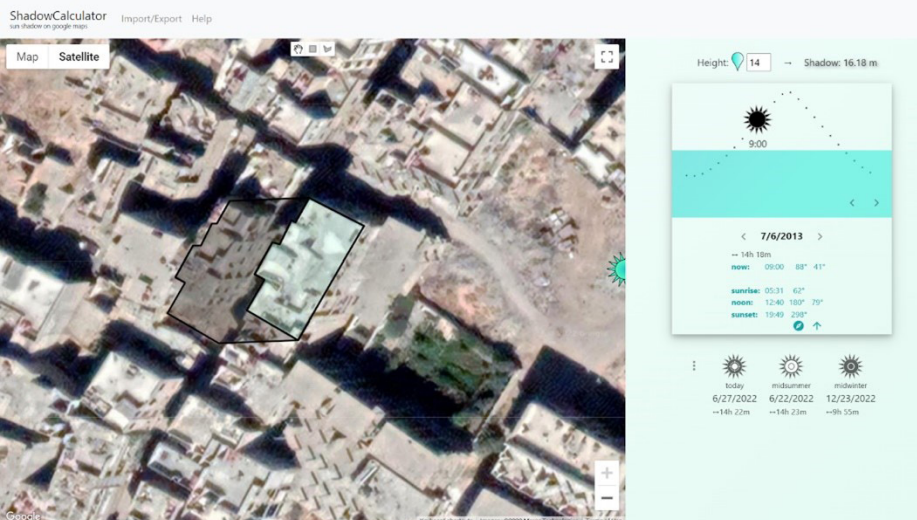 ShadowCalculator
sun shadow on google maps
Import/Export Help
Map Satellite
Height: 14 → Shadow: 16.18 m
9:00
< >
< 7/6/2013 >
↔ 14h 18m
now: 09:00 88° 41°
sunrise: 05:31 62°
noon: 12:40 180° 79°
sunset: 19:49 298°
today midsummer midwinter
6/27/2022 6/22/2022 12/23/2022
↔14h 22m ↔14h 23m ↔9h 55m
+
−
Google